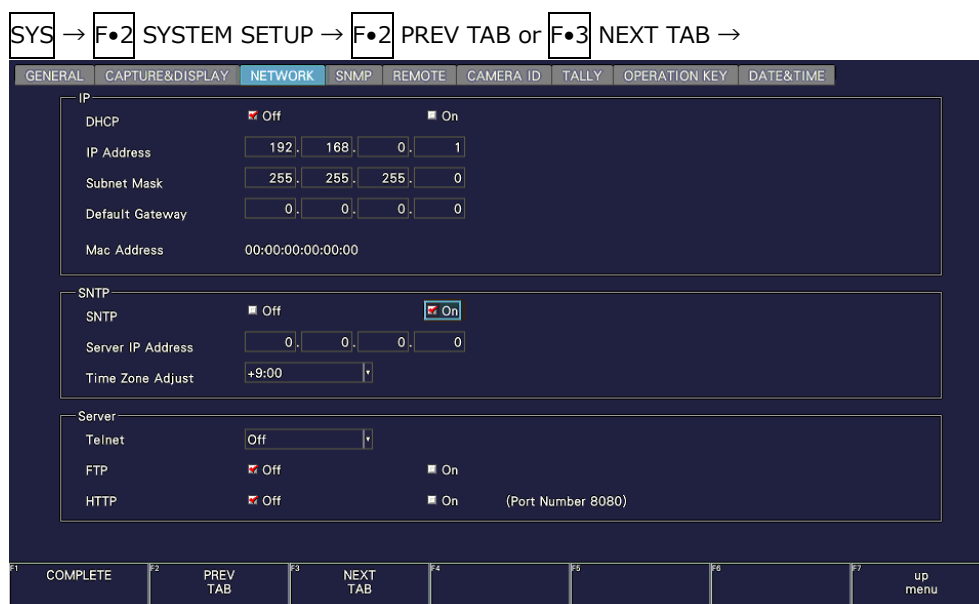 SYS → F•2 SYSTEM SETUP → F•2 PREV TAB or F•3 NEXT TAB →
GENERAL CAPTURE&DISPLAY NETWORK SNMP REMOTE CAMERA ID TALLY OPERATION KEY DATE&TIME
IP
DHCP Off On
IP Address 192. 168. 0. 1
Subnet Mask 255. 255. 255. 0
Default Gateway 0. 0. 0. 0
Mac Address 00:00:00:00:00:00
SNTP
SNTP Off On
Server IP Address 0. 0. 0. 0
Time Zone Adjust +9:00
Server
Telnet Off
FTP Off On
HTTP Off On (Port Number 8080)
F1 COMPLETE F2 PREV TAB F3 NEXT TAB F4 F5 F6 F7 up menu